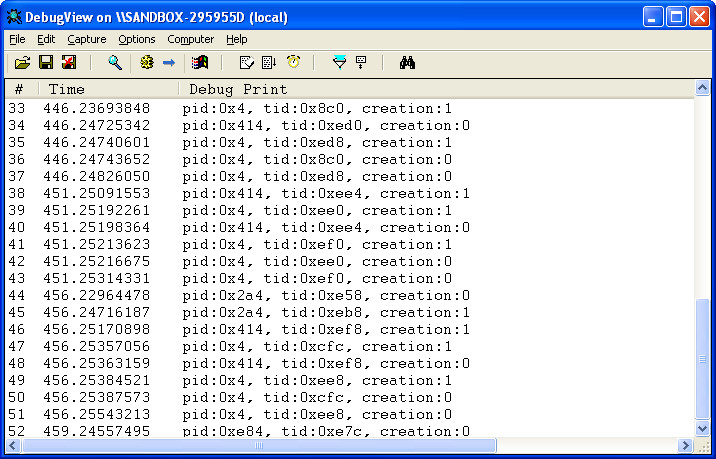 DebugView on \\SANDBOX-295955D (local)
File Edit Capture Options Computer Help
# Time Debug Print
33 446.23693848 pid:0x4, tid:0x8c0, creation:1
34 446.24725342 pid:0x414, tid:0xed0, creation:0
35 446.24740601 pid:0x4, tid:0xed8, creation:1
36 446.24743652 pid:0x4, tid:0x8c0, creation:0
37 446.24826050 pid:0x4, tid:0xed8, creation:0
38 451.25091553 pid:0x414, tid:0xee4, creation:1
39 451.25192261 pid:0x4, tid:0xee0, creation:1
40 451.25198364 pid:0x414, tid:0xee4, creation:0
41 451.25213623 pid:0x4, tid:0xef0, creation:1
42 451.25216675 pid:0x4, tid:0xee0, creation:0
43 451.25314331 pid:0x4, tid:0xef0, creation:0
44 456.22964478 pid:0x2a4, tid:0xe58, creation:0
45 456.24716187 pid:0x2a4, tid:0xeb8, creation:1
46 456.25170898 pid:0x414, tid:0xef8, creation:1
47 456.25357056 pid:0x4, tid:0xcfc, creation:1
48 456.25363159 pid:0x414, tid:0xef8, creation:0
49 456.25384521 pid:0x4, tid:0xee8, creation:1
50 456.25387573 pid:0x4, tid:0xcfc, creation:0
51 456.25543213 pid:0x4, tid:0xee8, creation:0
52 459.24557495 pid:0xe84, tid:0xe7c, creation:0